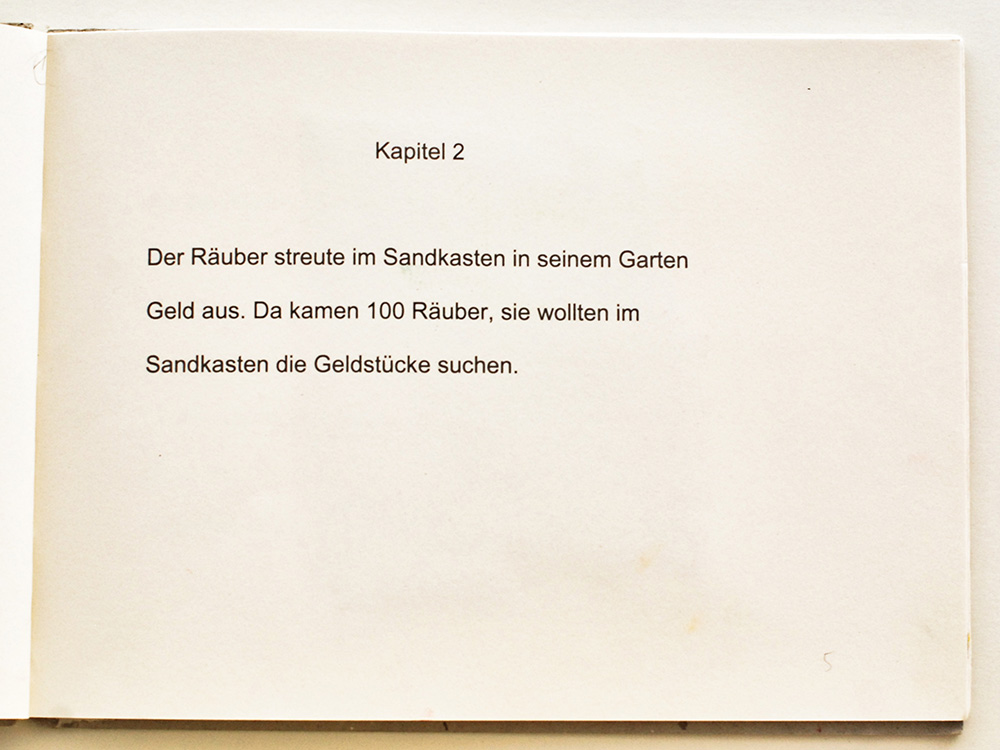 Kapitel 2
Der Räuber streute im Sandkasten in seinem Garten
Geld aus. Da kamen 100 Räuber, sie wollten im
Sandkasten die Geldstücke suchen.
5